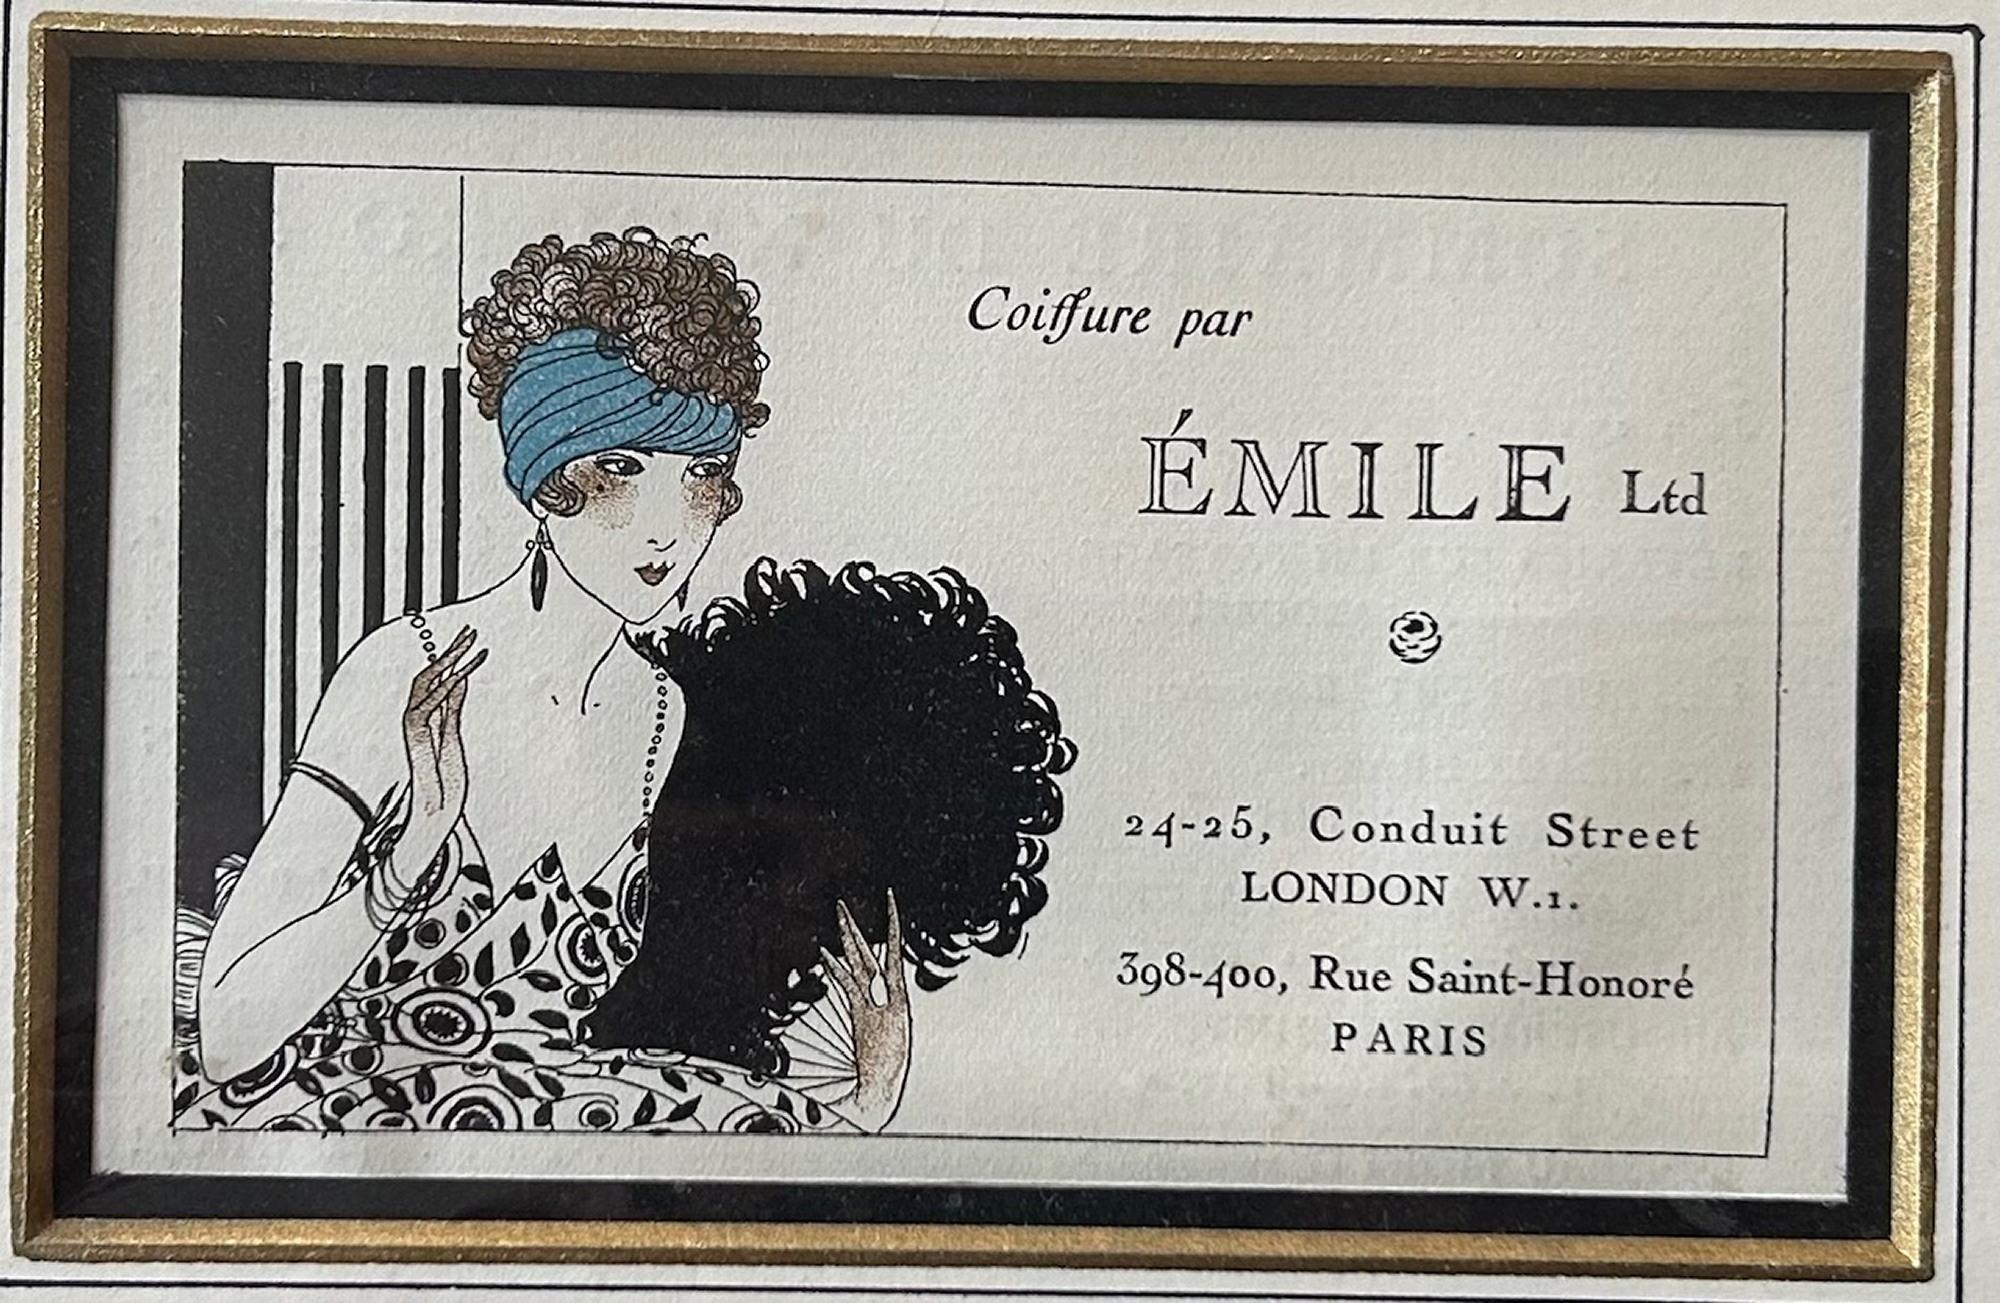 Coiffure par
ÉMILE Ltd
24-25, Conduit Street
LONDON W.1.
398-400, Rue Saint-Honoré
PARIS